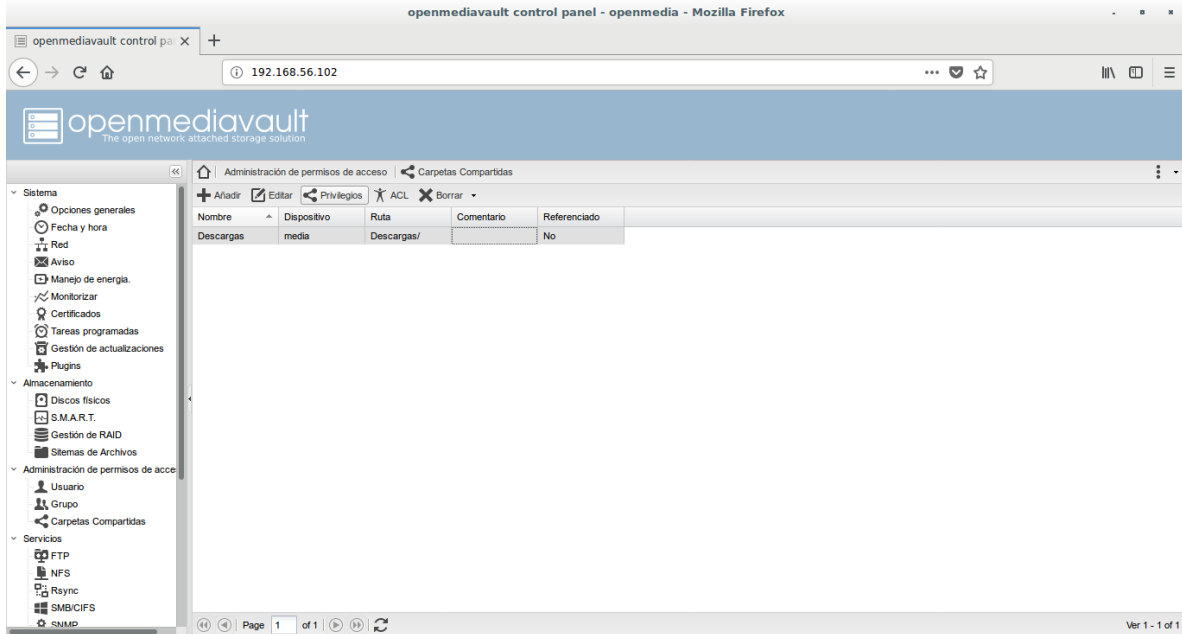 openmediavault control panel - openmedia - Mozilla Firefox
openmediavault control pa
192.168.56.102
openmediavault
The open network attached storage solution
Administración de permisos de acceso
Carpetas Compartidas
Añadir Editar Privilegios ACL Borrar
Nombre Dispositivo Ruta Comentario Referenciado
Descargas media Descargas/ No
Sistema
Opciones generales
Fecha y hora
Red
Aviso
Manejo de energia.
Monitorizar
Certificados
Tareas programadas
Gestión de actualizaciones
Plugins
Almacenamiento
Discos físicos
S.M.A.R.T.
Gestión de RAID
Sitemas de Archivos
Administración de permisos de acce
Usuario
Grupo
Carpetas Compartidas
Servicios
FTP
NFS
Rsync
SMB/CIFS
SNMP
Page 1 of 1
Ver 1 - 1 of 1